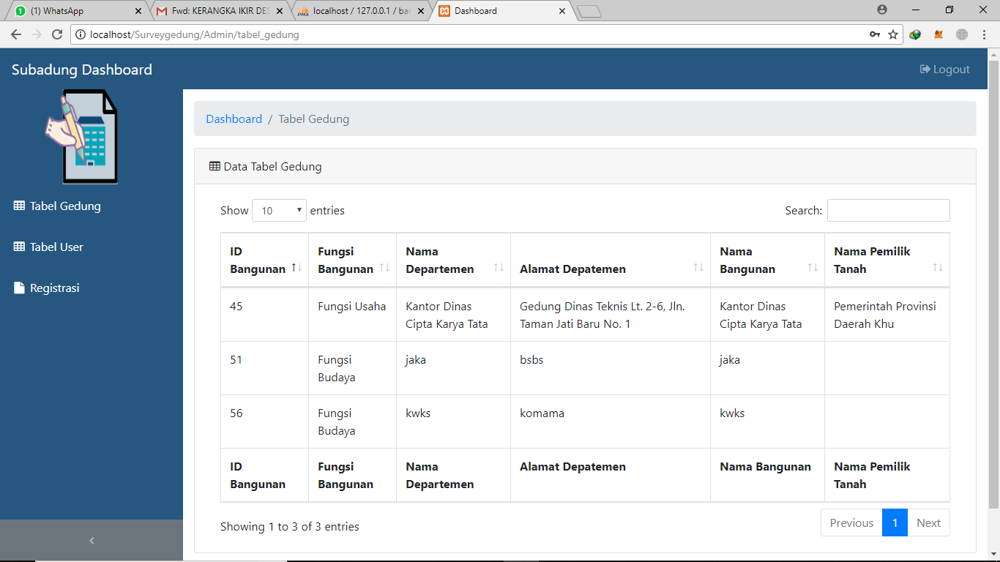 (1) WhatsApp
Fwd: KERANGKA IKIR DES
localhost / 127.0.0.1 / bar
Dashboard
localhost/Surveygedung/Admin/tabel_gedung
Subadung Dashboard
Logout
Tabel Gedung
Tabel User
Registrasi
Dashboard / Tabel Gedung
Data Tabel Gedung
Show 10 entries
Search:
ID Bangunan
Fungsi Bangunan
Nama Departemen
Alamat Depatemen
Nama Bangunan
Nama Pemilik Tanah
45
Fungsi Usaha
Kantor Dinas
Cipta Karya Tata
Gedung Dinas Teknis Lt. 2-6, Jln.
Taman Jati Baru No. 1
Kantor Dinas
Cipta Karya Tata
Pemerintah Provinsi
Daerah Khu
51
Fungsi
Budaya
jaka
bsbs
jaka
56
Fungsi
Budaya
kwks
komama
kwks
ID
Bangunan
Fungsi
Bangunan
Nama
Departemen
Alamat Depatemen
Nama Bangunan
Nama Pemilik
Tanah
Showing 1 to 3 of 3 entries
Previous 1 Next